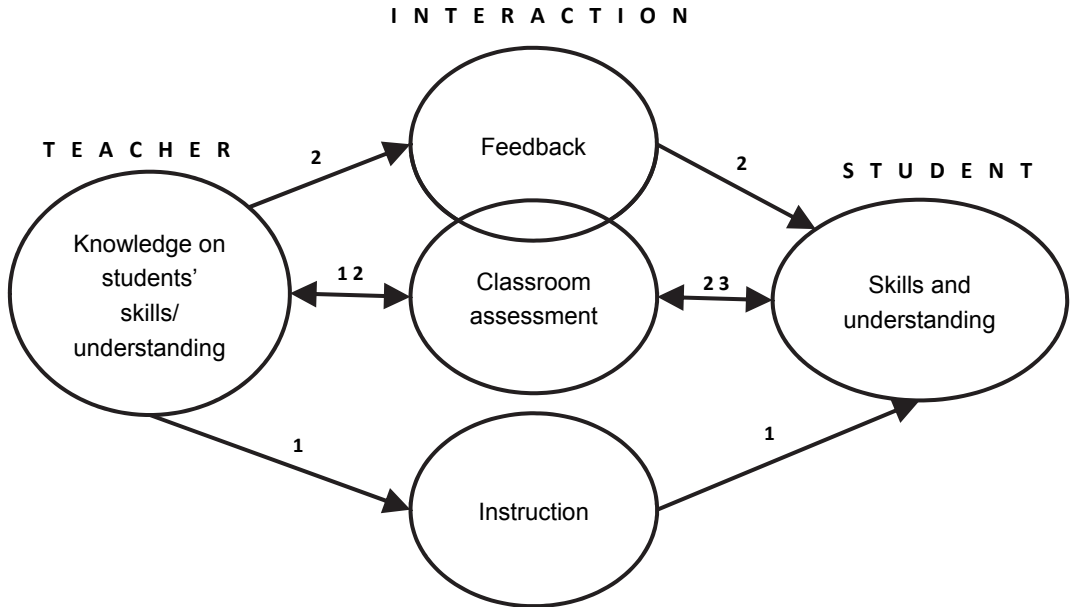 I N T E R A C T I O N
T E A C H E R
S T U D E N T
2
Feedback
2
Knowledge on
students’
skills/
understanding
1 2
Classroom
assessment
2 3
Skills and
understanding
1
Instruction
1